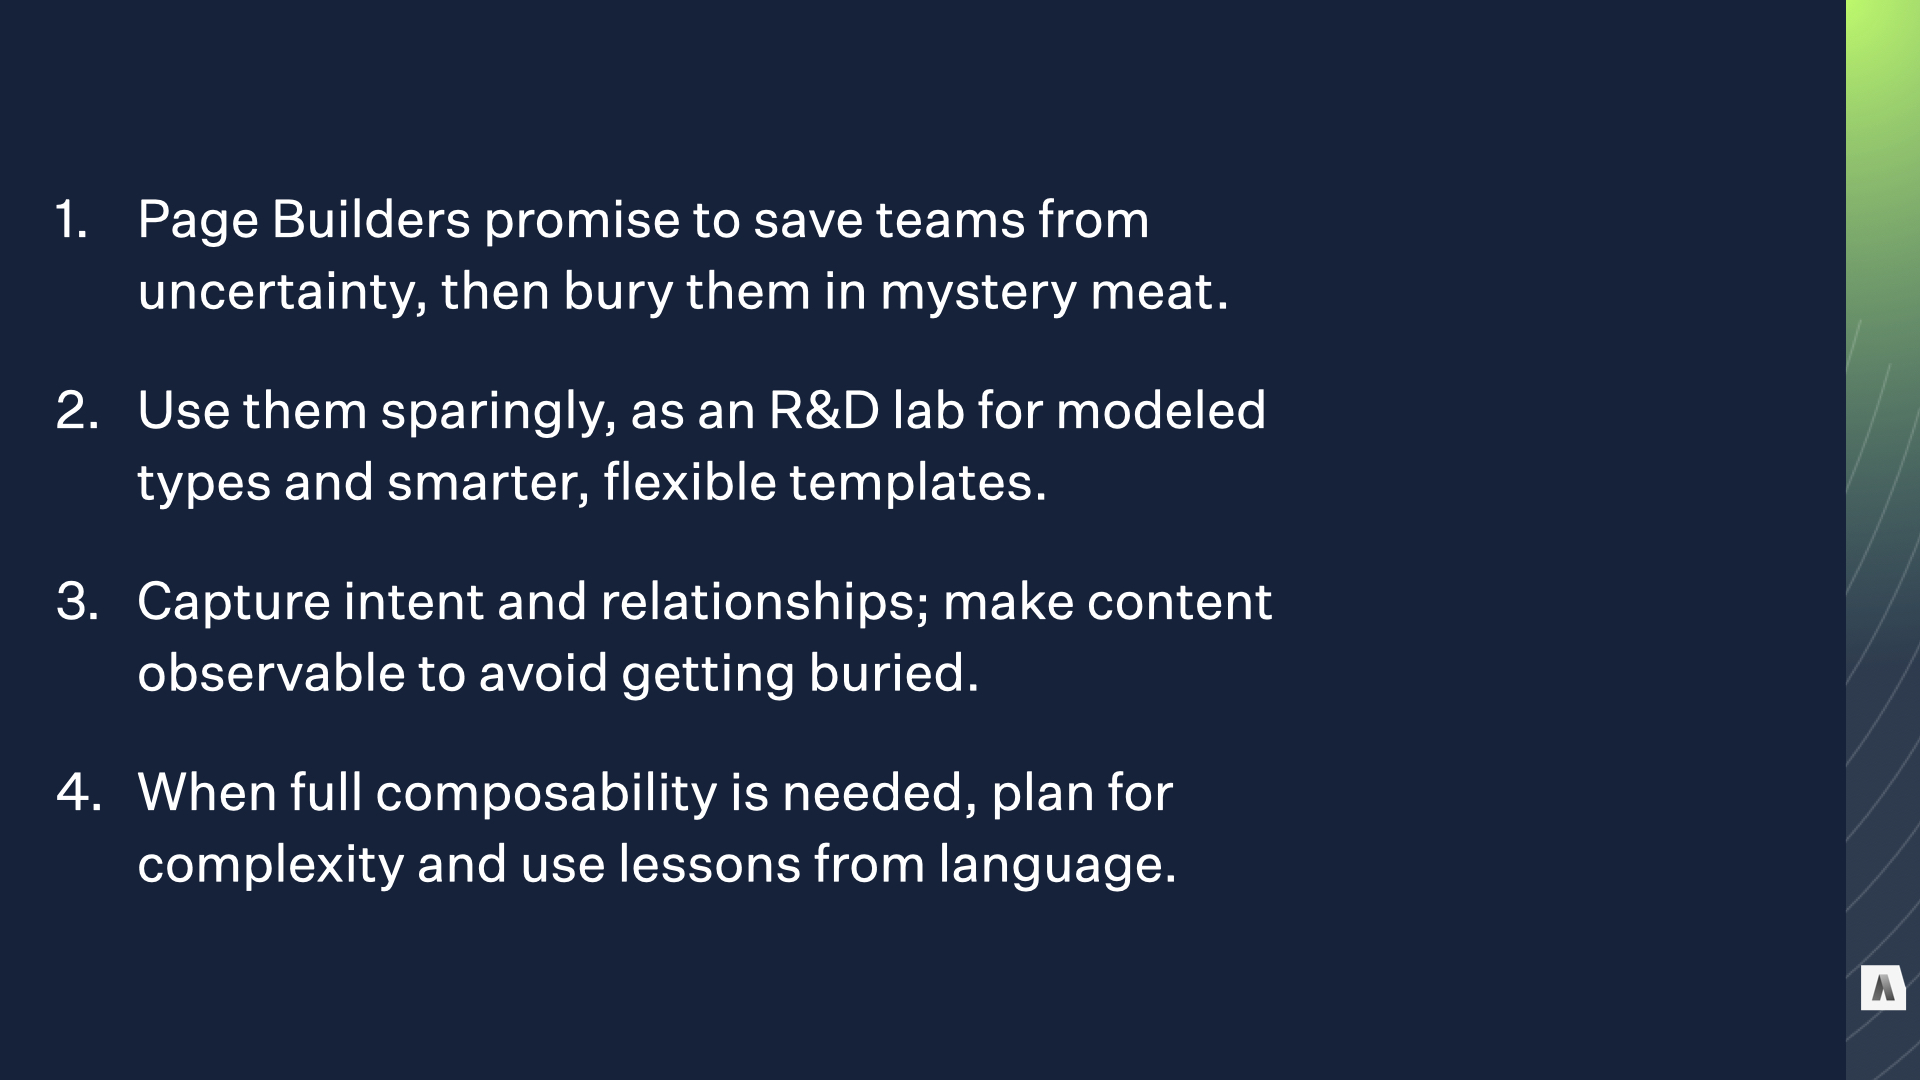 1. Page Builders promise to save teams from
uncertainty, then bury them in mystery meat.
2. Use them sparingly, as an R&D lab for modeled
types and smarter, flexible templates.
3. Capture intent and relationships; make content
observable to avoid getting buried.
4. When full composability is needed, plan for
complexity and use lessons from language.